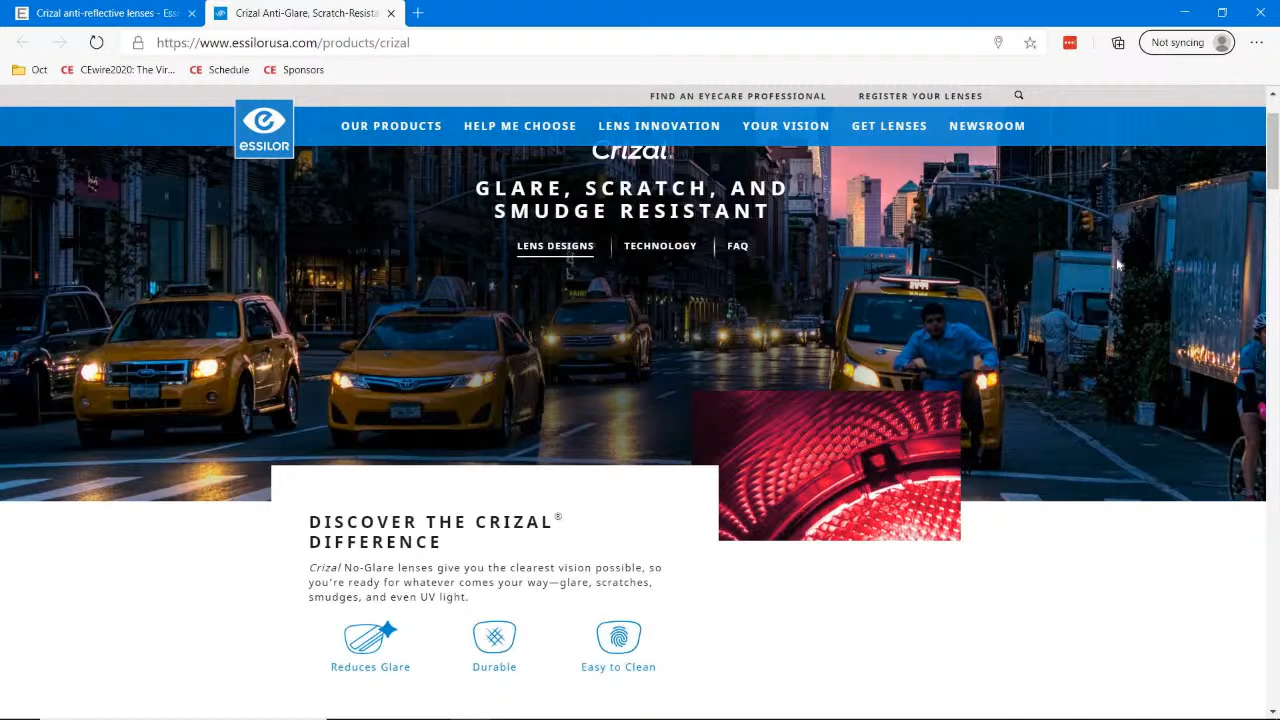 Crizal anti-reflective lenses - Ess
Crizal Anti-Glare, Scratch-Resista
https://www.essilorusa.com/products/crizal
Not syncing
Oct
CEwire2020: The Vir...
Schedule
Sponsors
FIND AN EYECARE PROFESSIONAL
REGISTER YOUR LENSES
essilor
OUR PRODUCTS
HELP ME CHOOSE
LENS INNOVATION
YOUR VISION
GET LENSES
NEWSROOM
Crizal
GLARE, SCRATCH, AND
SMUDGE RESISTANT
LENS DESIGNS
TECHNOLOGY
FAQ
DISCOVER THE CRIZAL®
DIFFERENCE
Crizal No-Glare lenses give you the clearest vision possible, so
you're ready for whatever comes your way—glare, scratches,
smudges, and even UV light.
Reduces Glare
Durable
Easy to Clean